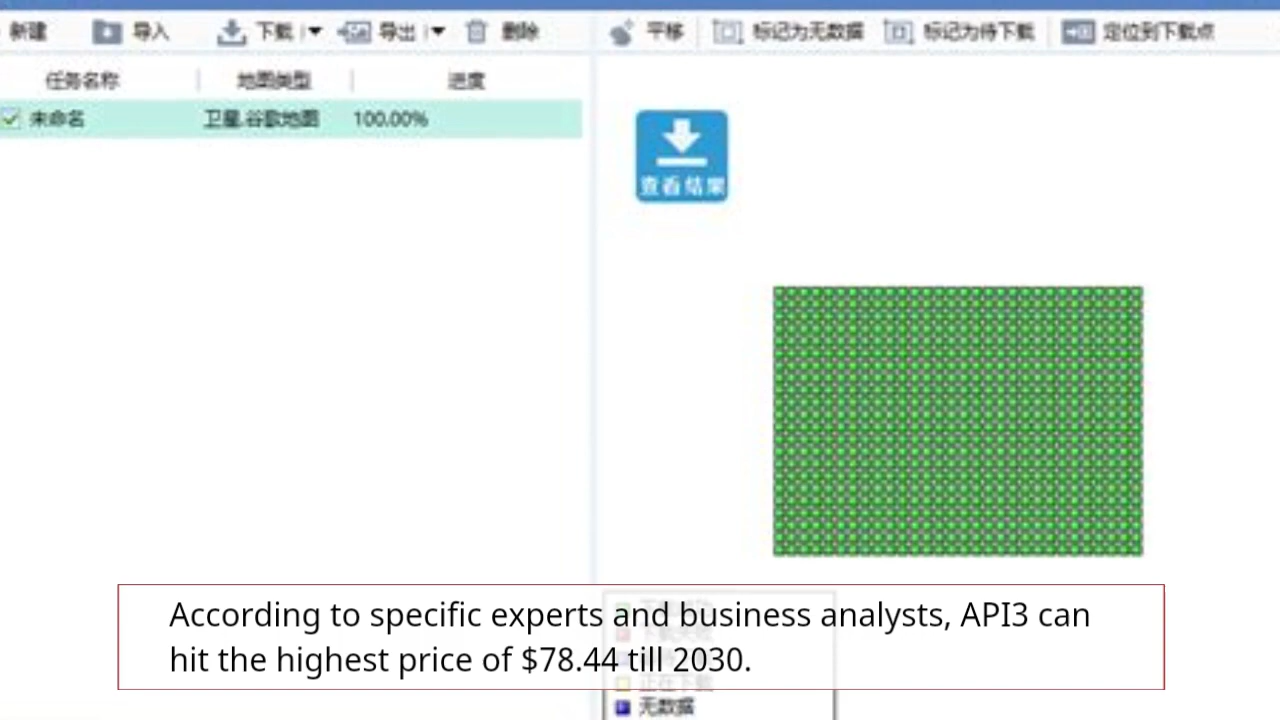 新建 导入 下载 导出 删除 平移 标记为无数据 标记为待下载 定位到下载点
任务名称 地图类型 进度
未命名 卫星.谷歌地图 100.00%
查看结果
According to specific experts and business analysts, API3 can
hit the highest price of $78.44 till 2030.
正在下载
无数据